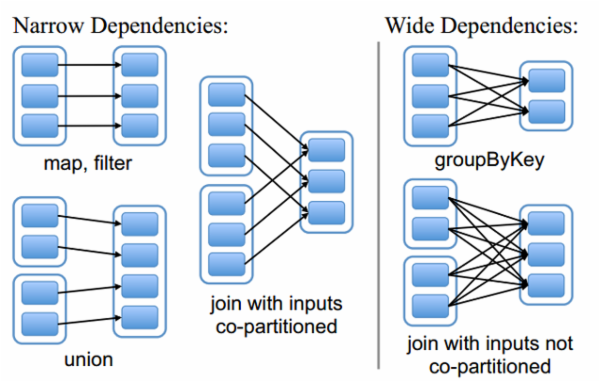 Narrow Dependencies:
Wide Dependencies:
map, filter
groupByKey
join with inputs
co-partitioned
union
join with inputs not
co-partitioned